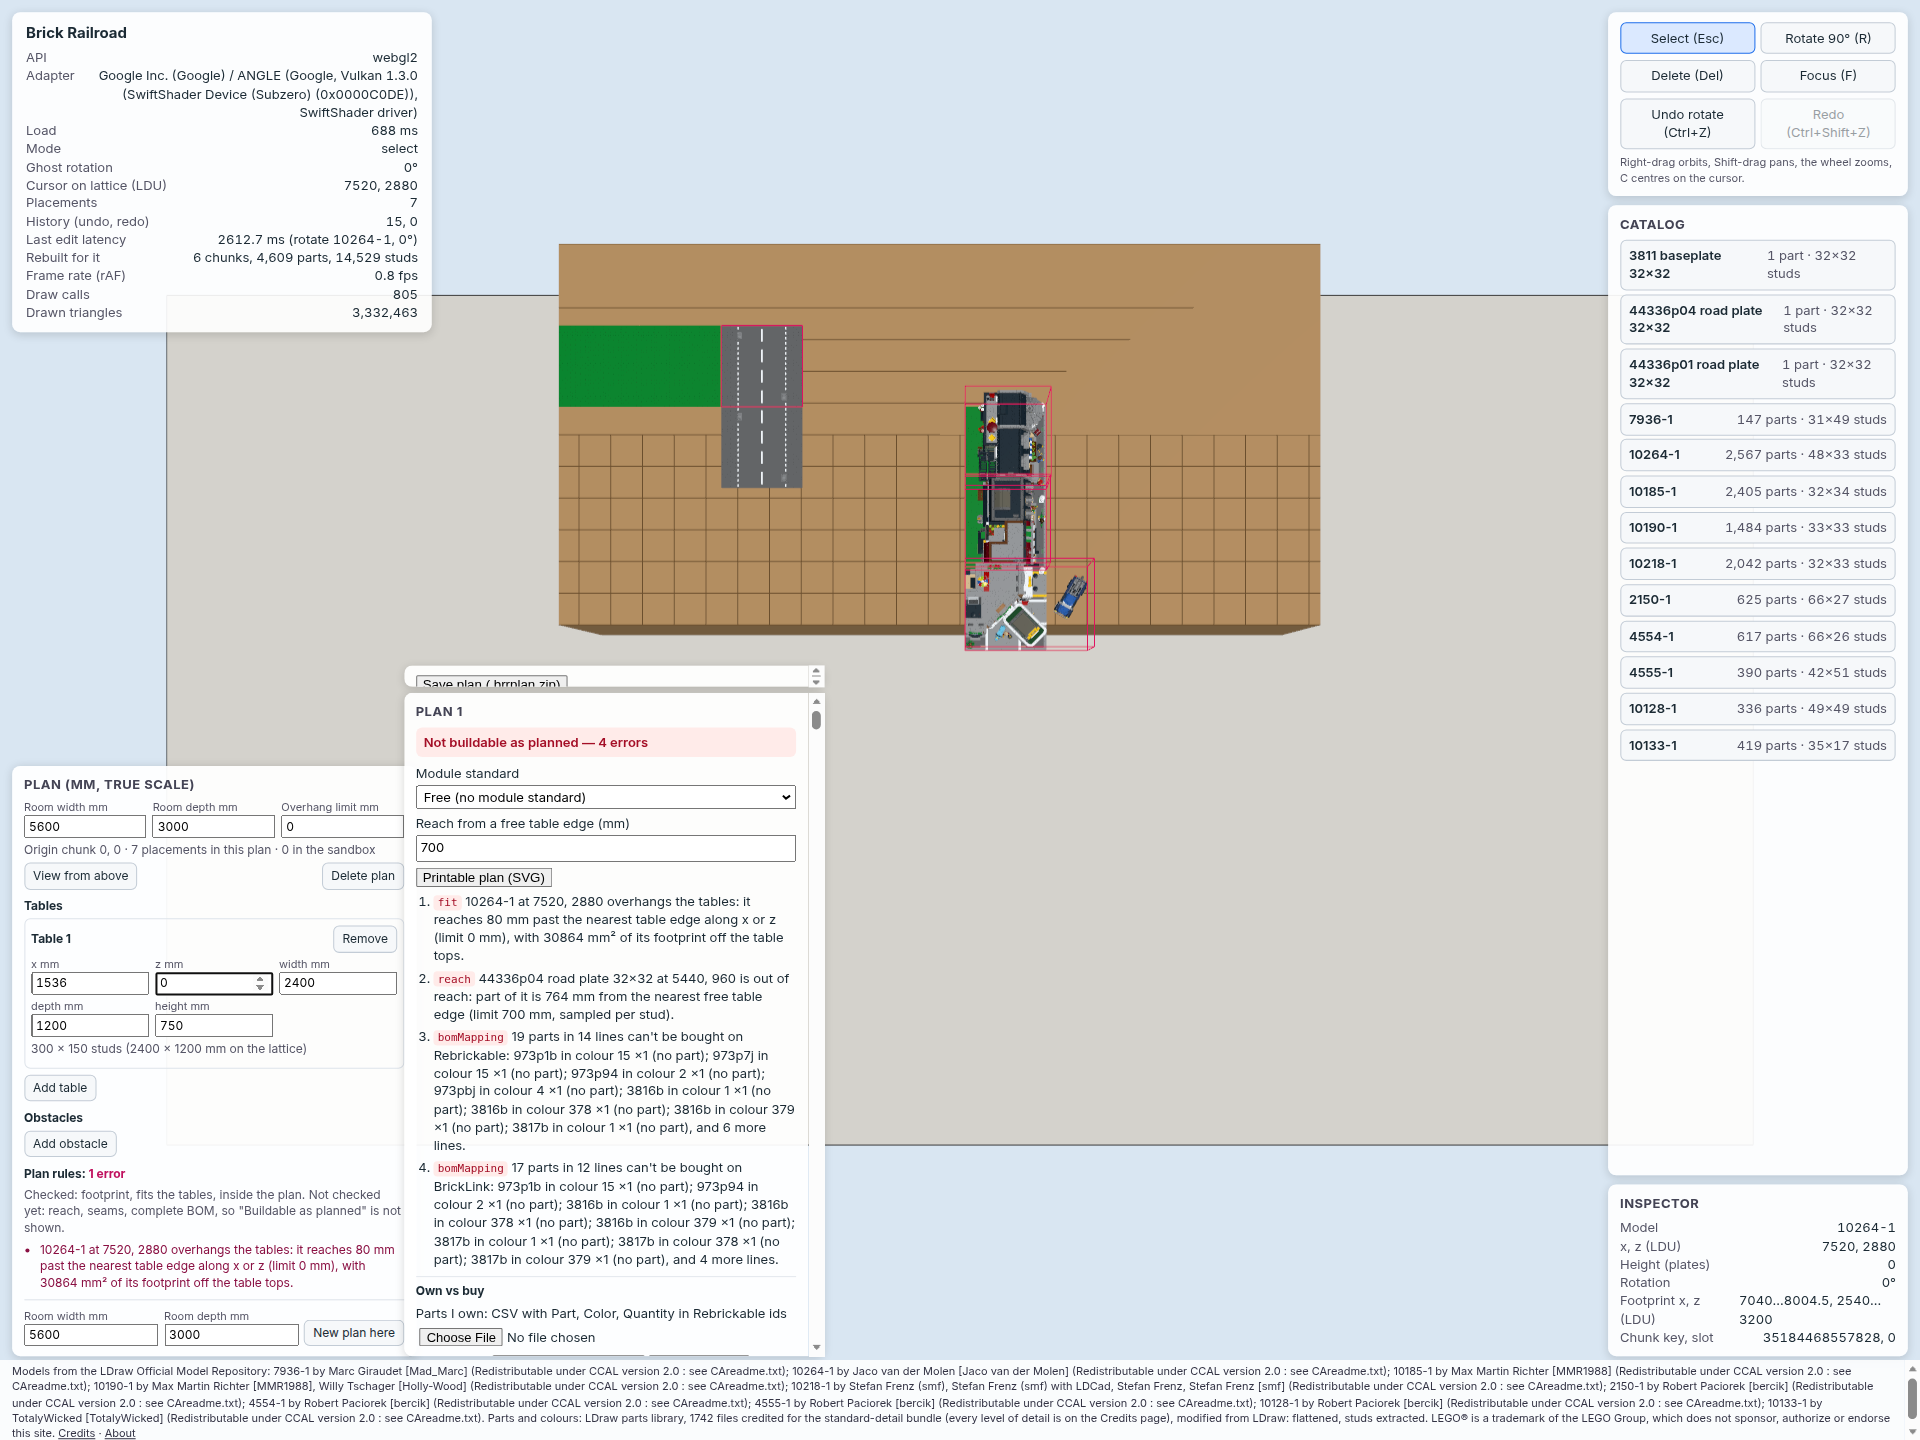 Brick Railroad
API webgl2
Adapter Google Inc. (Google) / ANGLE (Google, Vulkan 1.3.0
(SwiftShader Device (Subzero) (0x0000C0DE)),
SwiftShader driver)
Load 688 ms
Mode select
Ghost rotation 0°
Cursor on lattice (LDU) 7520, 2880
Placements 7
History (undo, redo) 15, 0
Last edit latency 2612.7 ms (rotate 10264-1, 0°)
Rebuilt for it 6 chunks, 4,609 parts, 14,529 studs
Frame rate (rAF) 0.8 fps
Draw calls 805
Drawn triangles 3,332,463
Select (Esc) Rotate 90° (R)
Delete (Del) Focus (F)
Undo rotate
(Ctrl+Z)
Redo
(Ctrl+Shift+Z)
Right-drag orbits, Shift-drag pans, the wheel zooms,
C centres on the cursor.
CATALOG
3811 baseplate
32×32
1 part · 32×32
studs
44336p04 road plate
32×32
1 part · 32×32
studs
44336p01 road plate
32×32
1 part · 32×32
studs
7936-1 147 parts · 31×49 studs
10264-1 2,567 parts · 48×33 studs
10185-1 2,405 parts · 32×34 studs
10190-1 1,484 parts · 33×33 studs
10218-1 2,042 parts · 32×33 studs
2150-1 625 parts · 66×27 studs
4554-1 617 parts · 66×26 studs
4555-1 390 parts · 42×51 studs
10128-1 336 parts · 49×49 studs
10133-1 419 parts · 35×17 studs
INSPECTOR
Model 10264-1
x, z (LDU) 7520, 2880
Height (plates) 0
Rotation 0°
Footprint x, z
(LDU)
7040…8004.5, 2540…
3200
Chunk key, slot 35184468557828, 0
PLAN (MM, TRUE SCALE)
Room width mm Room depth mm Overhang limit mm
5600 3000 0
Origin chunk 0, 0 · 7 placements in this plan · 0 in the sandbox
View from above Delete plan
Tables
Table 1 Remove
x mm z mm width mm
1536 0 2400
depth mm height mm
1200 750
300 × 150 studs (2400 × 1200 mm on the lattice)
Add table
Obstacles
Add obstacle
Plan rules: 1 error
Checked: footprint, fits the tables, inside the plan. Not checked
yet: reach, seams, complete BOM, so "Buildable as planned" is not
shown.
• 10264-1 at 7520, 2880 overhangs the tables: it reaches 80 mm
past the nearest table edge along x or z (limit 0 mm), with
30864 mm² of its footprint off the table tops.
Room width mm Room depth mm
5600 3000 New plan here
Save plan (.brrplan.zip)
PLAN 1
Not buildable as planned — 4 errors
Module standard
Free (no module standard)
Reach from a free table edge (mm)
700
Printable plan (SVG)
1. fit 10264-1 at 7520, 2880 overhangs the tables: it
reaches 80 mm past the nearest table edge along x or z
(limit 0 mm), with 30864 mm² of its footprint off the table
tops.
2. reach 44336p04 road plate 32×32 at 5440, 960 is out of
reach: part of it is 764 mm from the nearest free table
edge (limit 700 mm, sampled per stud).
3. bomMapping 19 parts in 14 lines can't be bought on
Rebrickable: 973p1b in colour 15 ×1 (no part); 973p7j in
colour 15 ×1 (no part); 973p94 in colour 2 ×1 (no part);
973pbj in colour 4 ×1 (no part); 3816b in colour 1 ×1 (no
part); 3816b in colour 378 ×1 (no part); 3816b in colour 379
×1 (no part); 3817b in colour 1 ×1 (no part), and 6 more
lines.
4. bomMapping 17 parts in 12 lines can't be bought on
BrickLink: 973p1b in colour 15 ×1 (no part); 973p94 in
colour 2 ×1 (no part); 3816b in colour 1 ×1 (no part); 3816b
in colour 378 ×1 (no part); 3816b in colour 379 ×1 (no part);
3817b in colour 1 ×1 (no part); 3817b in colour 378 ×1 (no
part); 3817b in colour 379 ×1 (no part), and 4 more lines.
Own vs buy
Parts I own: CSV with Part, Color, Quantity in Rebrickable ids
Choose File No file chosen
Models from the LDraw Official Model Repository: 7936-1 by Marc Giraudet [Mad_Marc] (Redistributable under CCAL version 2.0 : see CAreadme.txt); 10264-1 by Jaco van der Molen [Jaco van der Molen] (Redistributable under CCAL version 2.0 : see CAreadme.txt); 10185-1 by Max Martin Richter [MMR1988] (Redistributable under CCAL version 2.0 : see
CAreadme.txt); 10190-1 by Max Martin Richter [MMR1988], Willy Tschager [Holly-Wood] (Redistributable under CCAL version 2.0 : see CAreadme.txt); 10218-1 by Stefan Frenz (smf), Stefan Frenz (smf) with LDCad, Stefan Frenz, Stefan Frenz [smf] (Redistributable under CCAL version 2.0 : see CAreadme.txt); 2150-1 by Robert Paciorek [bercik] (Redistributable
under CCAL version 2.0 : see CAreadme.txt); 4554-1 by Robert Paciorek [bercik] (Redistributable under CCAL version 2.0 : see CAreadme.txt); 4555-1 by Robert Paciorek [bercik] (Redistributable under CCAL version 2.0 : see CAreadme.txt); 10128-1 by Robert Paciorek [bercik] (Redistributable under CCAL version 2.0 : see CAreadme.txt); 10133-1 by
TotalyWicked [TotalyWicked] (Redistributable under CCAL version 2.0 : see CAreadme.txt). Parts and colours: LDraw parts library, 1742 files credited for the standard-detail bundle (every level of detail is on the Credits page), modified from LDraw: flattened, studs extracted. LEGO® is a trademark of the LEGO Group, which does not sponsor, authorize or endorse
this site. Credits · About